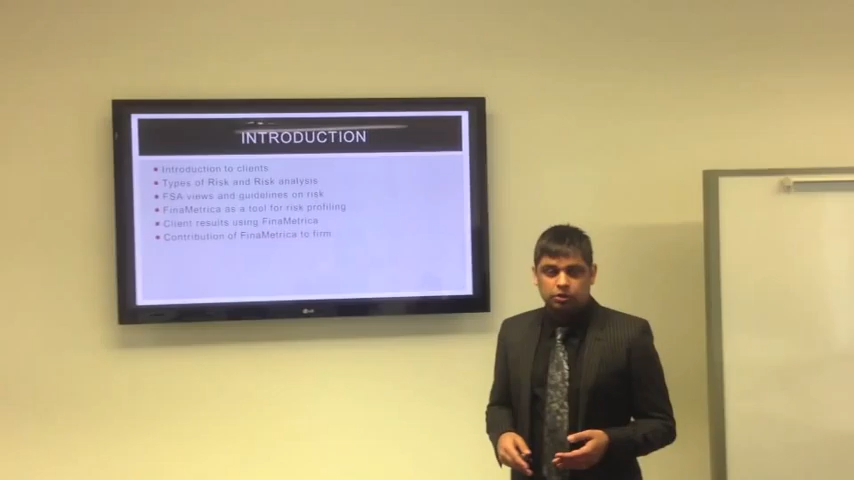 INTRODUCTION
Introduction to clients
Types of Risk and Risk analysis
FSA views and guidelines on risk
FinaMetrica as a tool for risk profiling
Client results using FinaMetrica
Contribution of FinaMetrica to firm
LG